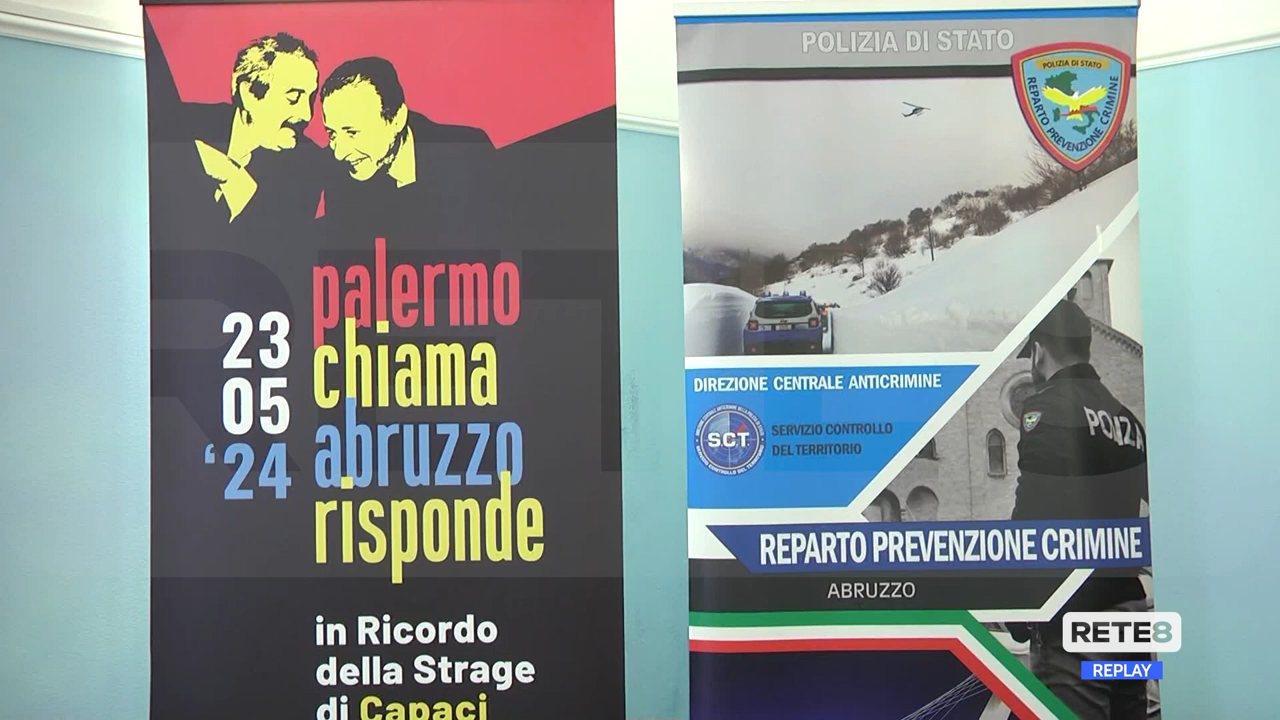 palermo
chiama
abruzzo
risponde
23
05
'24
in Ricordo
della Strage
di Capaci
POLIZIA DI STATO
POLIZIA DI STATO
REPARTO PREVENZIONE CRIMINE
DIREZIONE CENTRALE ANTICRIMINE
S.C.T.
SERVIZIO CONTROLLO
DEL TERRITORIO
POLIZIA
REPARTO PREVENZIONE CRIMINE
ABRUZZO
RETE8
REPLAY